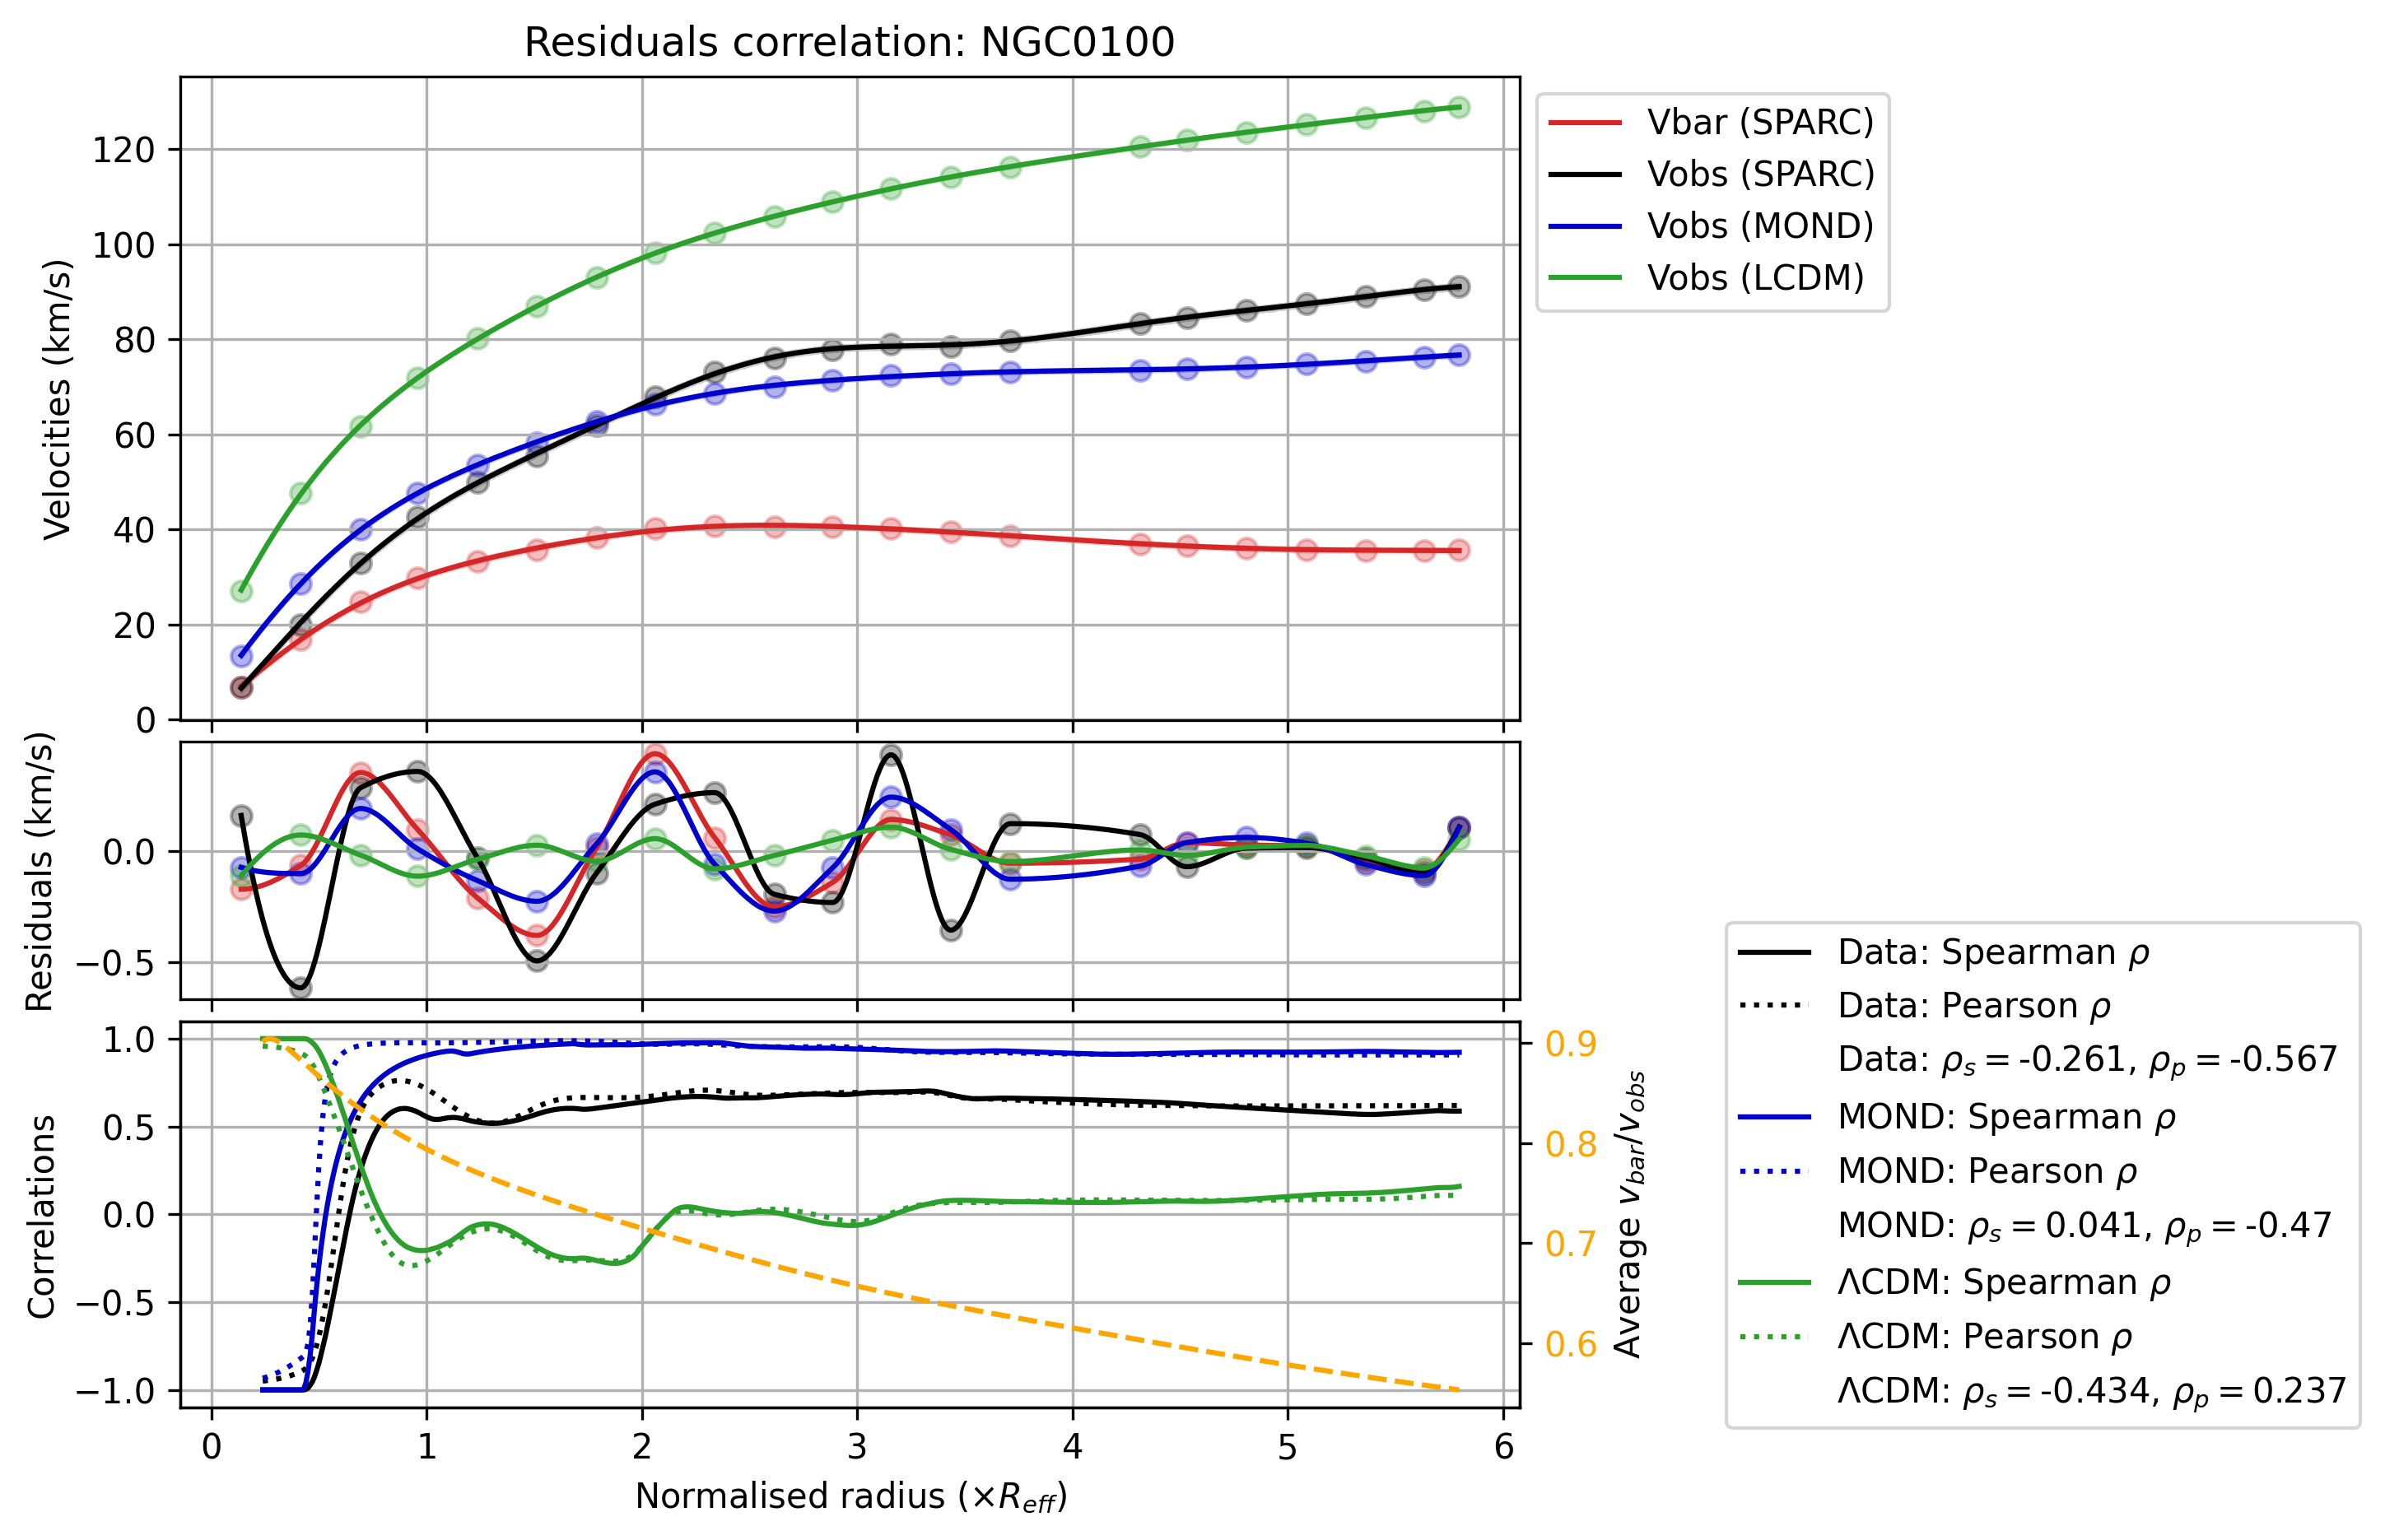 Residuals correlation: NGC0100
Velocities (km/s)
120
100
80
60
40
20
0
Vbar (SPARC)
Vobs (SPARC)
Vobs (MOND)
Vobs (LCDM)
Residuals (km/s)
0.0
−0.5
Correlations
1.0
0.5
0.0
−0.5
−1.0
0.9
0.8
0.7
0.6
Average v_bar/v_obs
0 1 2 3 4 5 6
Normalised radius (×R_eff)
Data: Spearman ρ
Data: Pearson ρ
Data: ρ_s = -0.261, ρ_p = -0.567
MOND: Spearman ρ
MOND: Pearson ρ
MOND: ρ_s = 0.041, ρ_p = -0.47
ΛCDM: Spearman ρ
ΛCDM: Pearson ρ
ΛCDM: ρ_s = -0.434, ρ_p = 0.237